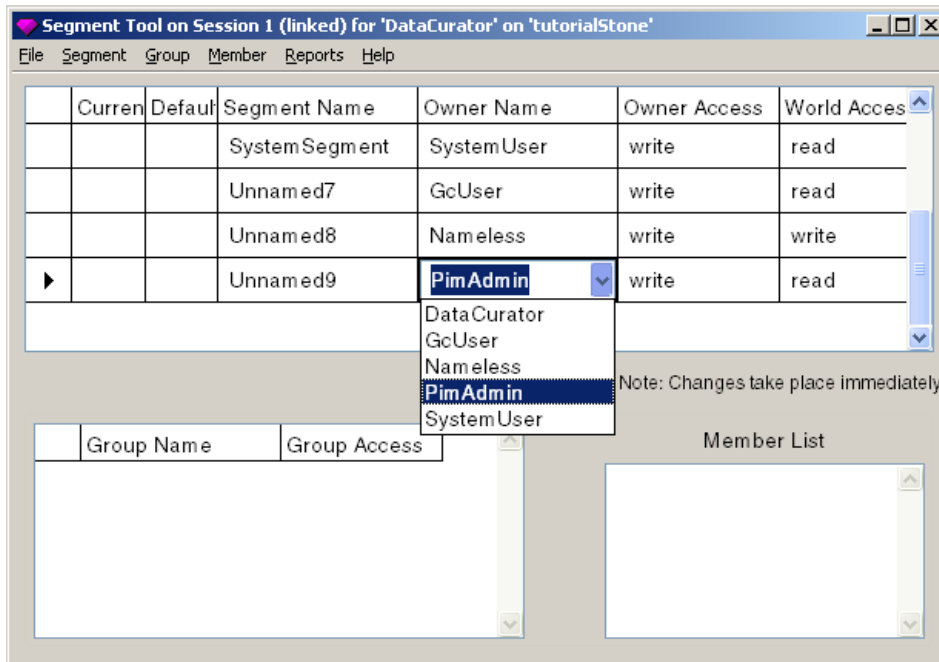 Segment Tool on Session 1 (linked) for 'DataCurator' on 'tutorialStone'
File Segment Group Member Reports Help
Curren Defaul Segment Name Owner Name Owner Access World Acces
SystemSegment SystemUser write read
Unnamed7 GcUser write read
Unnamed8 Nameless write write
Unnamed9 PimAdmin write read
DataCurator
GcUser
Nameless
PimAdmin
SystemUser
Note: Changes take place immediately
Group Name Group Access
Member List